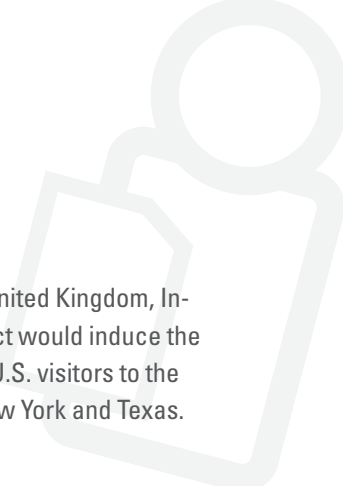 nited Kingdom, In-
ct would induce the
J.S. visitors to the
w York and Texas.